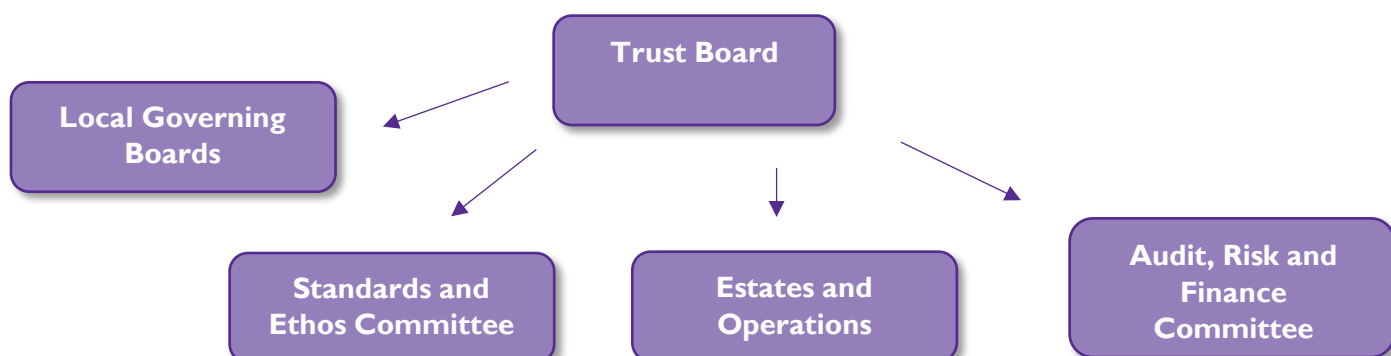 Trust Board
Local Governing
Boards
Standards and
Ethos Committee
Estates and
Operations
Audit, Risk and
Finance
Committee